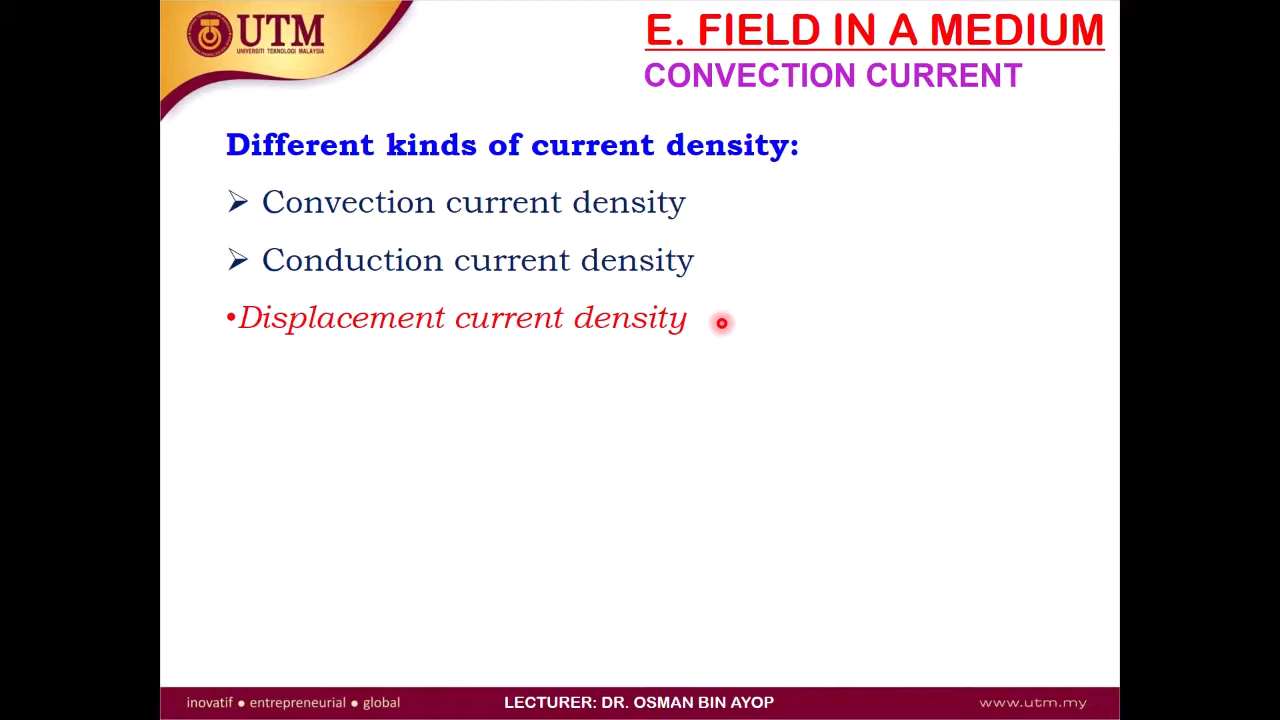 UTM
UNIVERSITI TEKNOLOGI MALAYSIA
E. FIELD IN A MEDIUM
CONVECTION CURRENT
Different kinds of current density:
➢ Convection current density
➢ Conduction current density
•Displacement current density
inovatif ● entrepreneurial ● global
LECTURER: DR. OSMAN BIN AYOP
www.utm.my